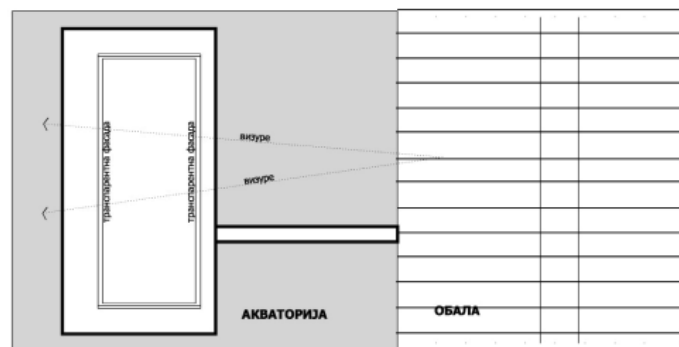 транспарентна фасада
транспарентна фасада
визуре
визуре
АКВАТОРИЈА
ОБАЛА